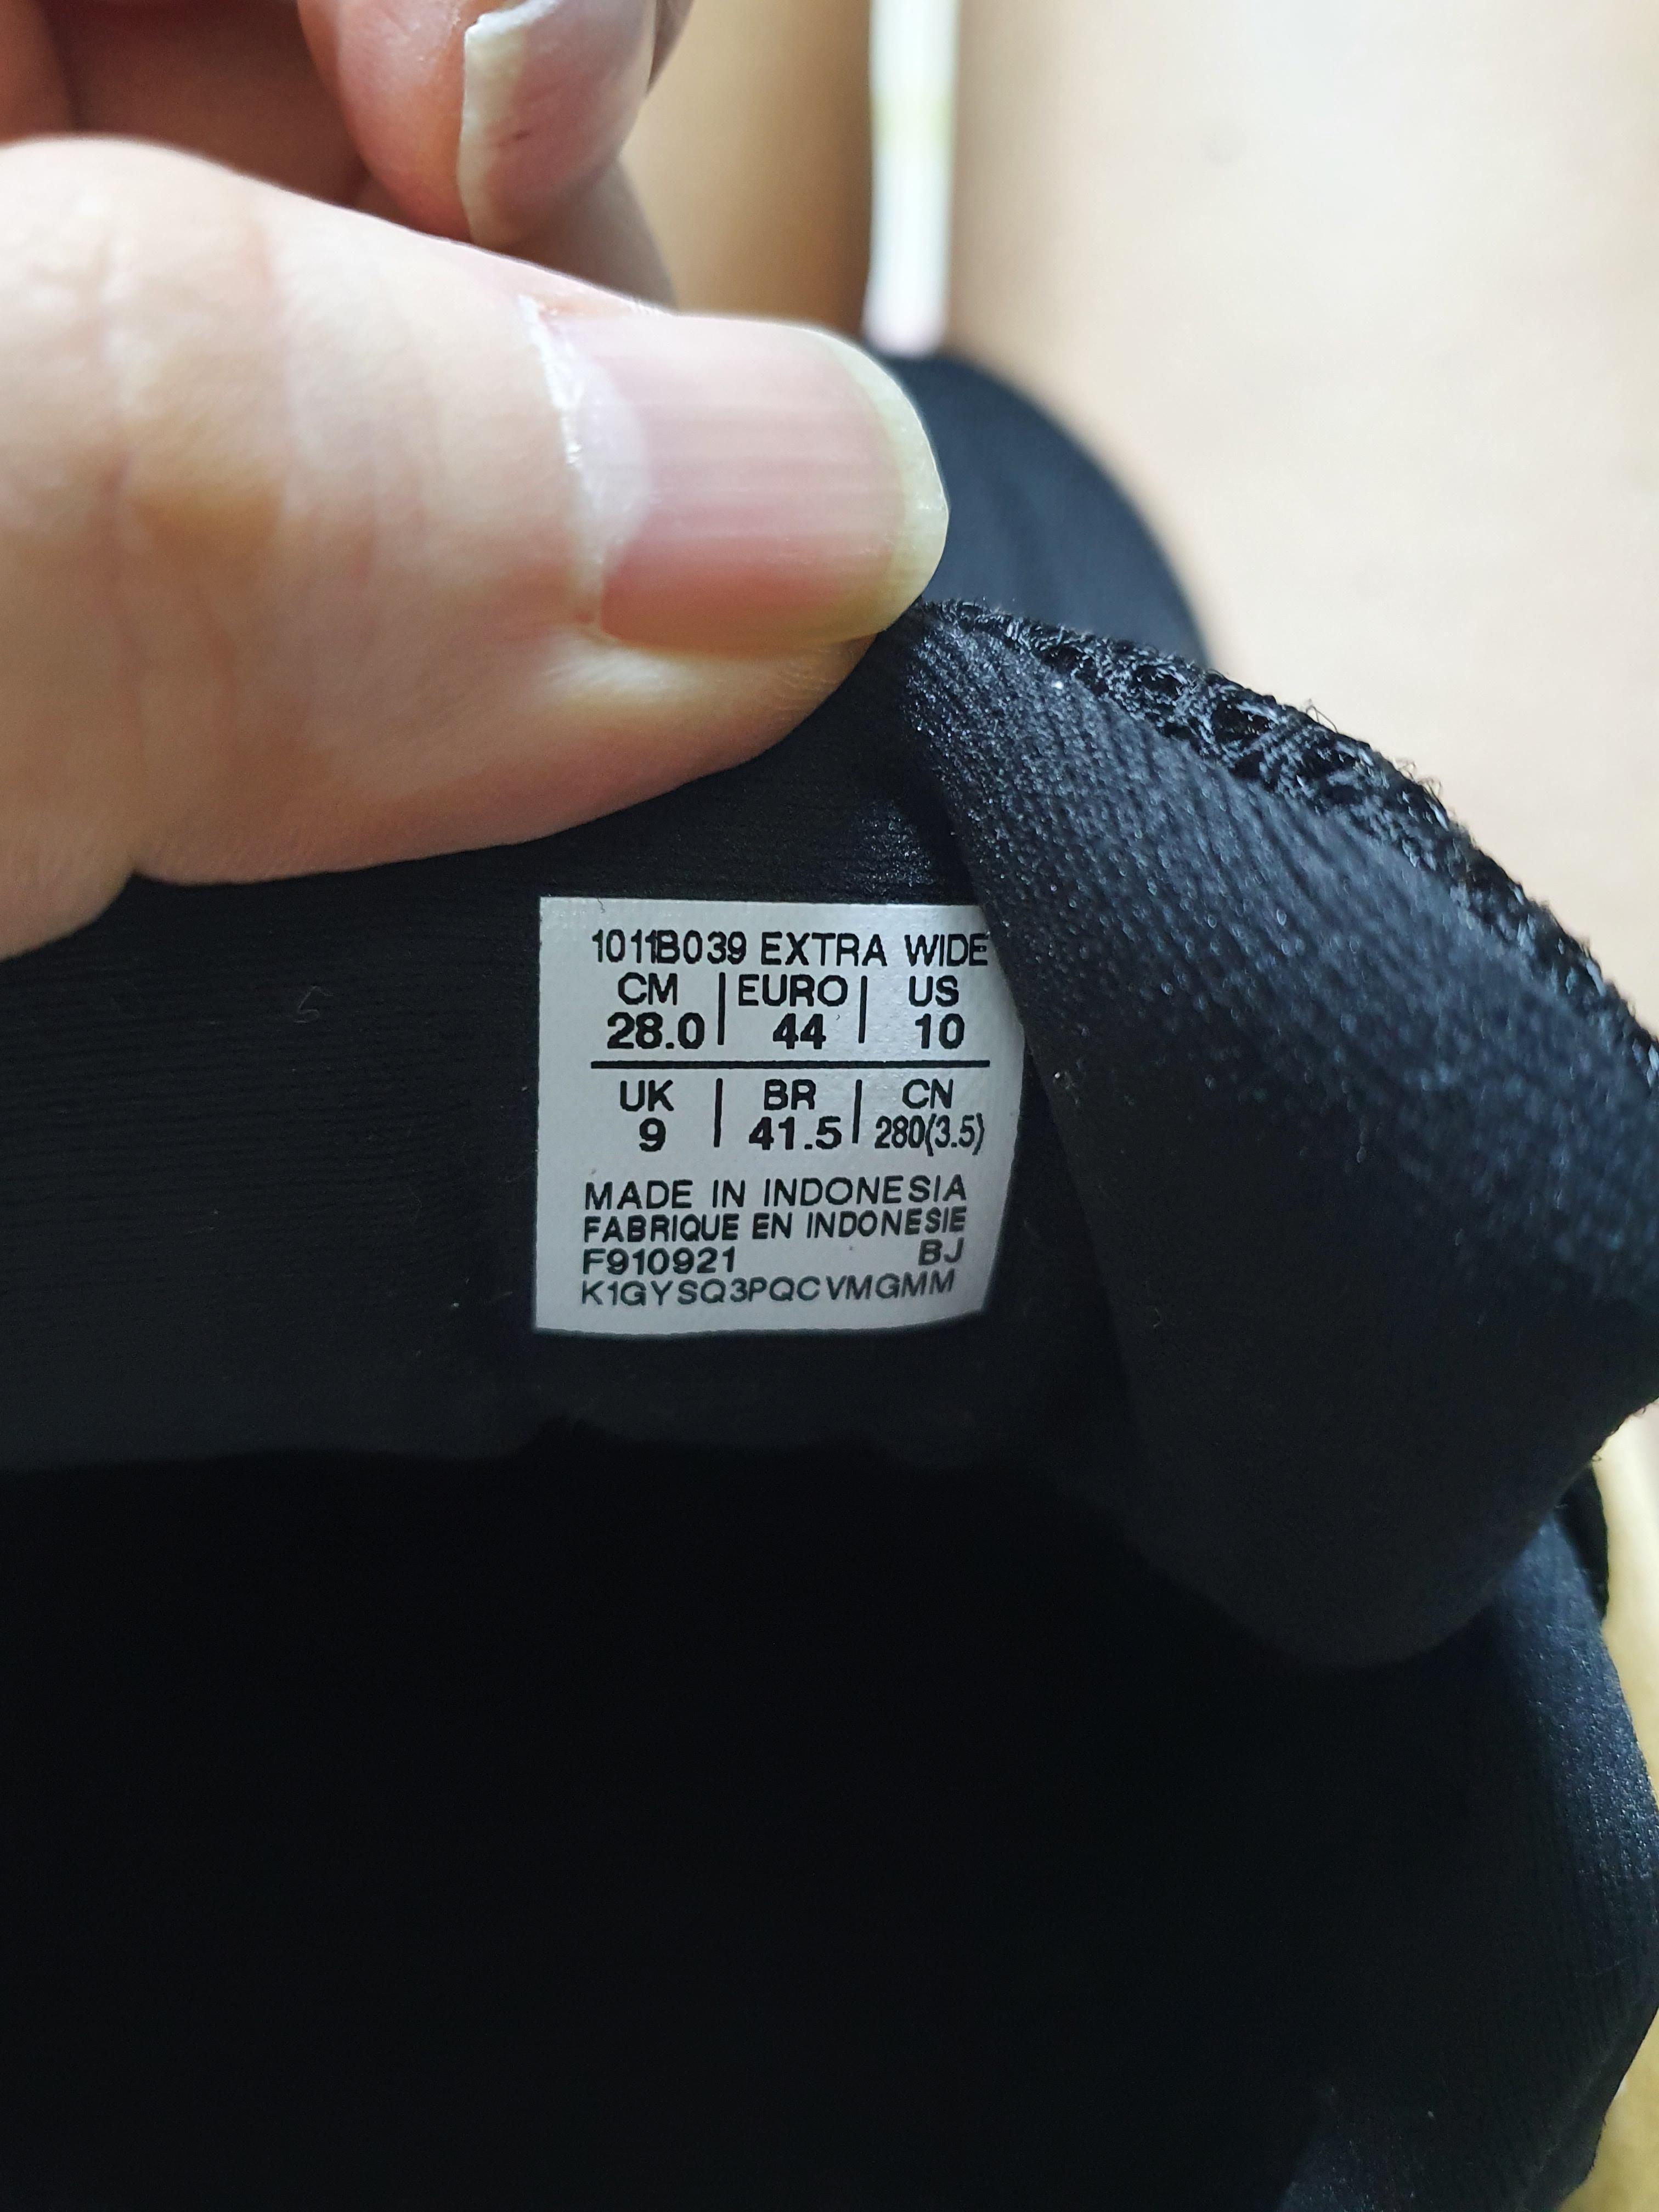 1011B039 EXTRA WIDE
CM | EURO | US
28.0 | 44 | 10
UK | BR | CN
9 | 41.5 | 280(3.5)
MADE IN INDONESIA
FABRIQUE EN INDONESIE
F910921 BJ
K1GYSQ3PQCVMGMM